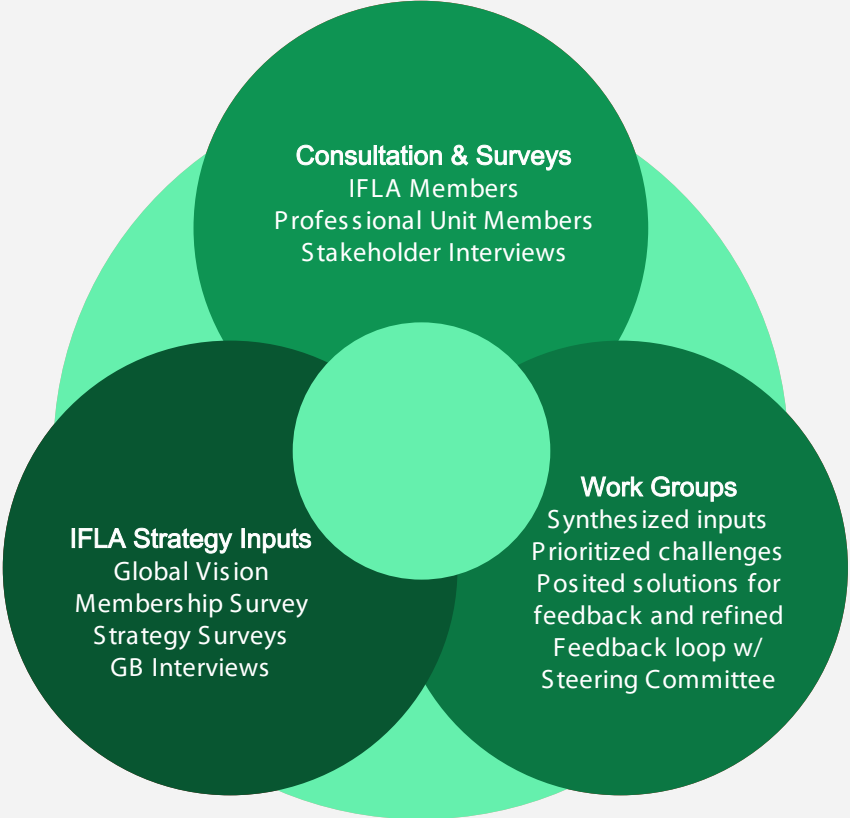 Consultation & Surveys
IFLA Members
Professional Unit Members
Stakeholder Interviews
IFLA Strategy Inputs
Global Vision
Membership Survey
Strategy Surveys
GB Interviews
Work Groups
Synthesized inputs
Prioritized challenges
Posited solutions for
feedback and refined
Feedback loop w/
Steering Committee